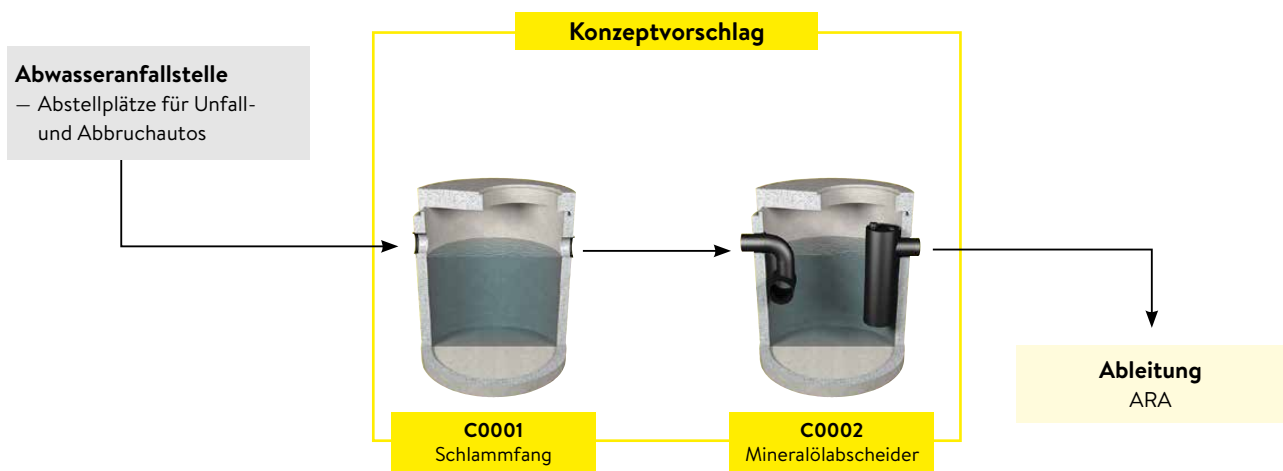 Konzeptvorschlag
Abwasseranfallstelle
— Abstellplätze für Unfall-
und Abbruchautos
C0001
Schlammfang
C0002
Mineralölabscheider
Ableitung
ARA